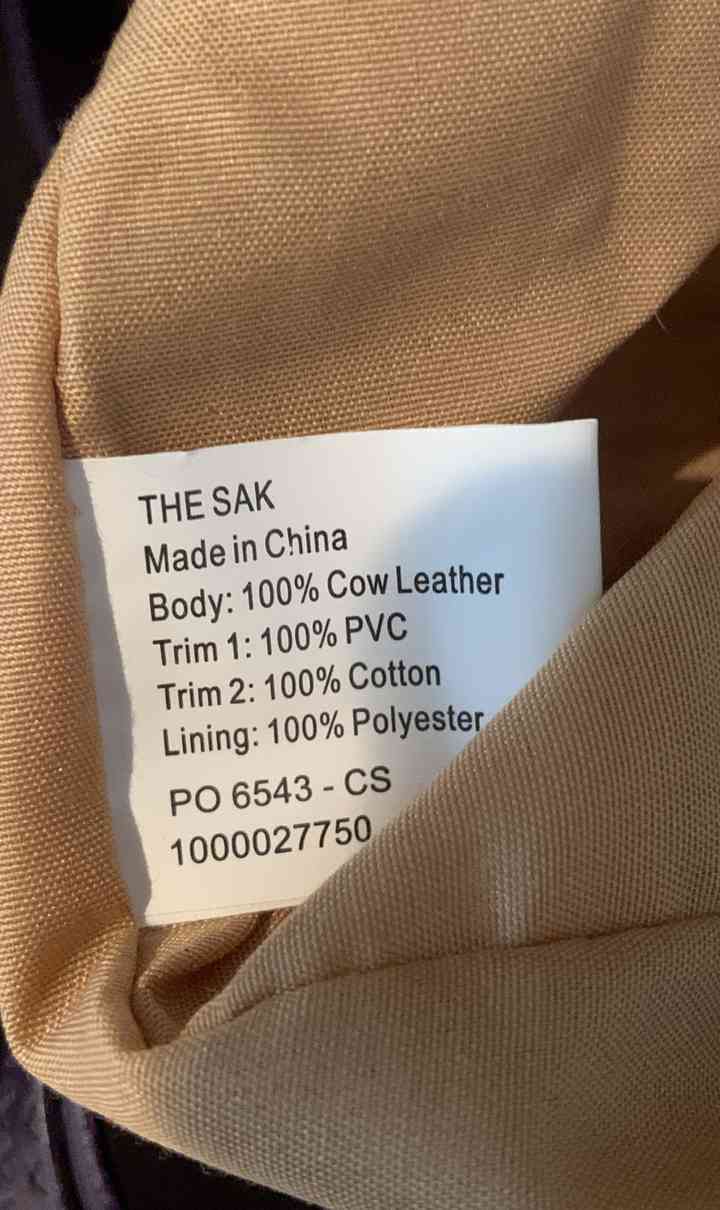 THE SAK
Made in China
Body: 100% Cow Leather
Trim 1: 100% PVC
Trim 2: 100% Cotton
Lining: 100% Polyester
PO 6543 - CS
1000027750